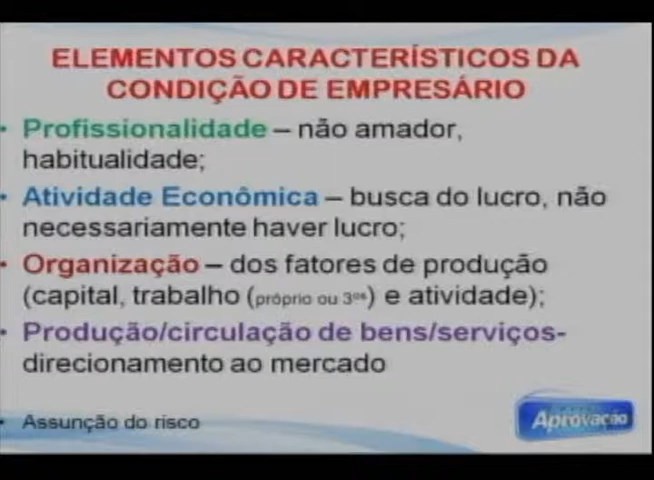 ELEMENTOS CARACTERÍSTICOS DA
CONDIÇÃO DE EMPRESÁRIO
• Profissionalidade – não amador,
habitualidade;
• Atividade Econômica – busca do lucro, não
necessariamente haver lucro;
• Organização – dos fatores de produção
(capital, trabalho (próprio ou 3ºˢ) e atividade);
• Produção/circulação de bens/serviços-
direcionamento ao mercado
• Assunção do risco
Aprovação